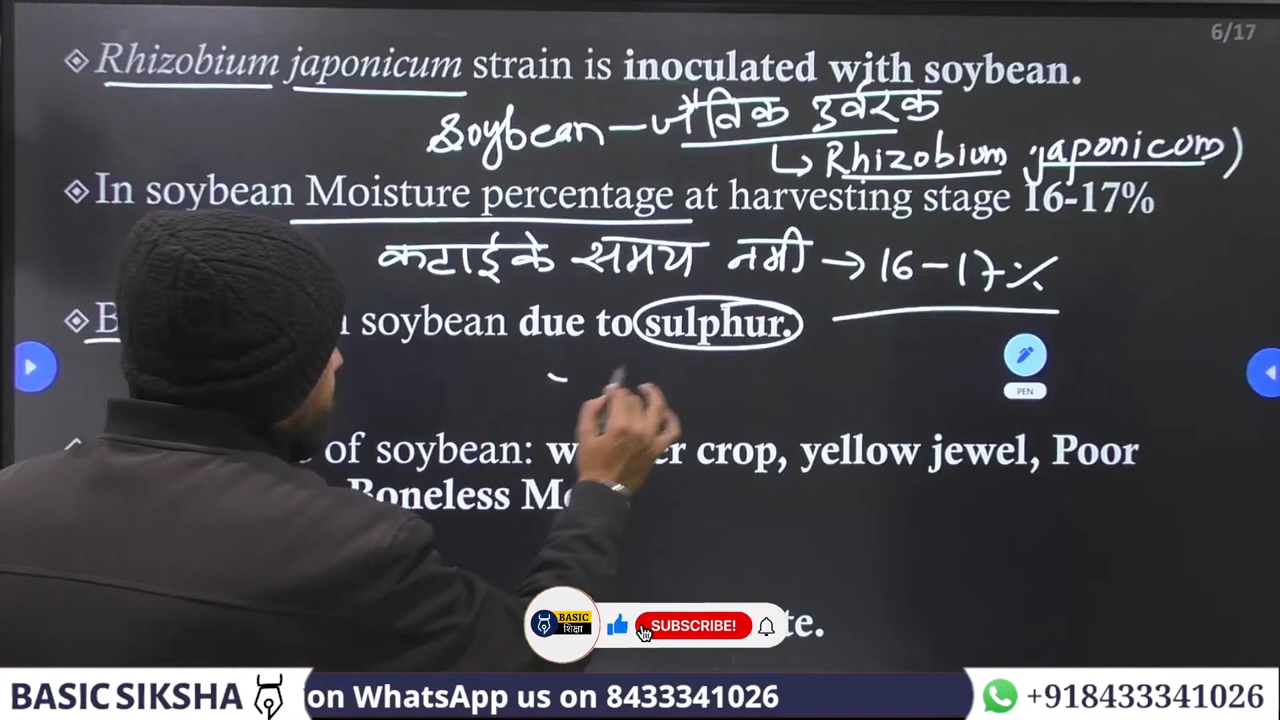 6/17
Rhizobium japonicum strain is inoculated with soybean.
Soybean – जैविक उर्वरक
Rhizobium japonicum)
In soybean Moisture percentage at harvesting stage 16-17%
कटाई के समय नमी → 16-17%
B soybean due to sulphur.
PEN
of soybean: crop, yellow jewel, Poor
Boneless
BASIC शिक्षा SUBSCRIBE!
BASIC SIKSHA on WhatsApp us on 8433341026 +918433341026